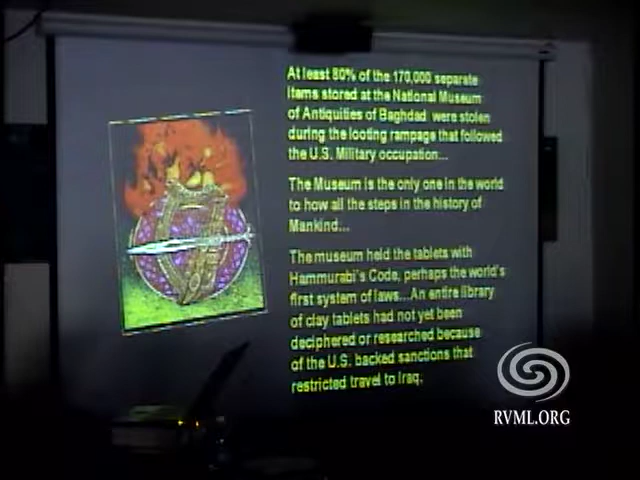 At least 80% of the 170,000 separate
items stored at the National Museum
of Antiquities of Baghdad were stolen
during the looting rampage that followed
the U.S. Military occupation...
The Museum is the only one in the world
to how all the steps in the history of
Mankind...
The museum held the tablets with
Hammurabi's Code, perhaps the world's
first system of laws...An entire library
of clay tablets had not yet been
deciphered or researched because
of the U.S. backed sanctions that
restricted travel to Iraq.
RVML.ORG